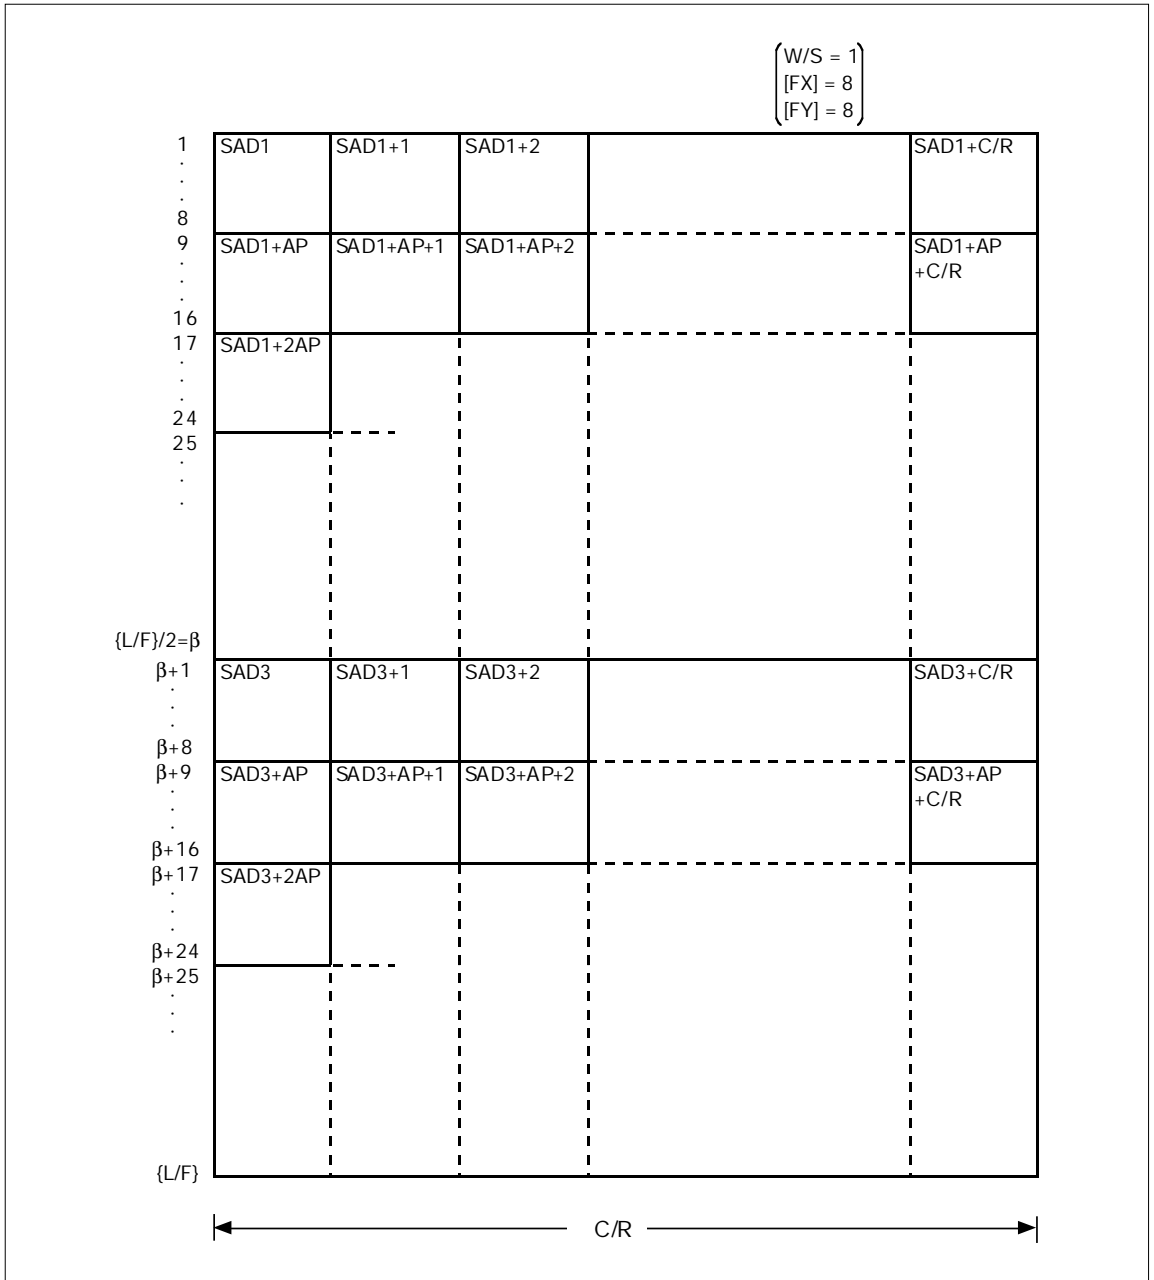 W/S = 1
[FX] = 8
[FY] = 8
1 SAD1 SAD1+1 SAD1+2 SAD1+C/R
.
.
.
8
9 SAD1+AP SAD1+AP+1 SAD1+AP+2 SAD1+AP
+C/R
.
.
.
16
17 SAD1+2AP
.
.
.
24
25
.
.
.
{L/F}/2=β
β+1 SAD3 SAD3+1 SAD3+2 SAD3+C/R
.
.
.
β+8
β+9 SAD3+AP SAD3+AP+1 SAD3+AP+2 SAD3+AP
+C/R
.
.
.
β+16
β+17 SAD3+2AP
.
.
.
β+24
β+25
.
.
.
{L/F}
C/R